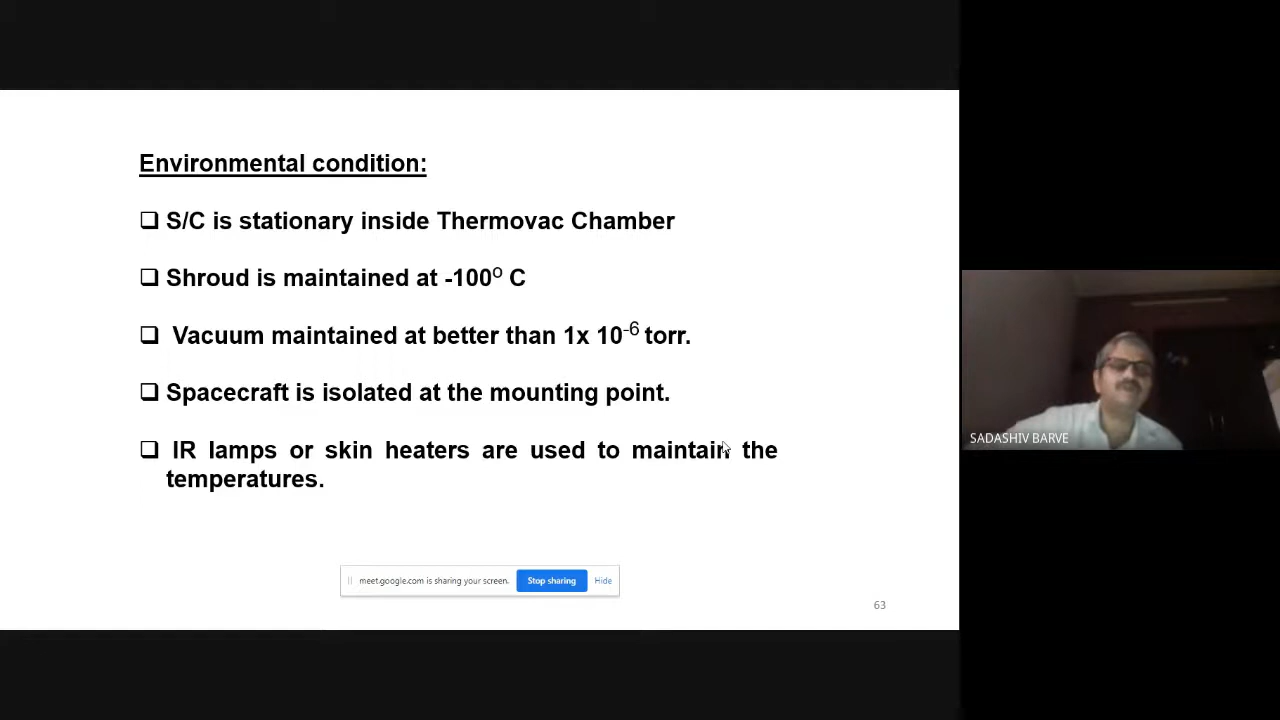 Environmental condition:
❑ S/C is stationary inside Thermovac Chamber
❑ Shroud is maintained at -100⁰ C
❑ Vacuum maintained at better than 1x 10⁻⁶ torr.
❑ Spacecraft is isolated at the mounting point.
❑ IR lamps or skin heaters are used to maintain the
temperatures.
meet.google.com is sharing your screen.
Stop sharing
Hide
63
SADASHIV BARVE